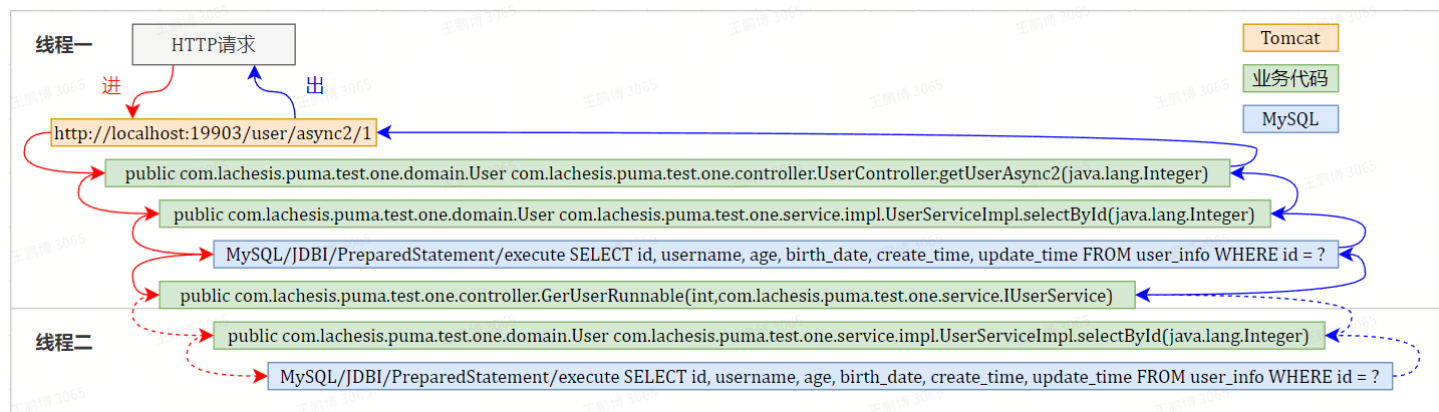 线程一
HTTP请求
Tomcat
进
出
业务代码
MySQL
http://localhost:19903/user/async2/1
public com.lachesis.puma.test.one.domain.User com.lachesis.puma.test.one.controller.UserController.getUserAsync2(java.lang.Integer)
public com.lachesis.puma.test.one.domain.User com.lachesis.puma.test.one.service.impl.UserServiceImpl.selectById(java.lang.Integer)
MySQL/JDBI/PreparedStatement/execute SELECT id, username, age, birth_date, create_time, update_time FROM user_info WHERE id = ?
public com.lachesis.puma.test.one.controller.GerUserRunnable(int,com.lachesis.puma.test.one.service.IUserService)
线程二
public com.lachesis.puma.test.one.domain.User com.lachesis.puma.test.one.service.impl.UserServiceImpl.selectById(java.lang.Integer)
MySQL/JDBI/PreparedStatement/execute SELECT id, username, age, birth_date, create_time, update_time FROM user_info WHERE id = ?
王鹏博 3065